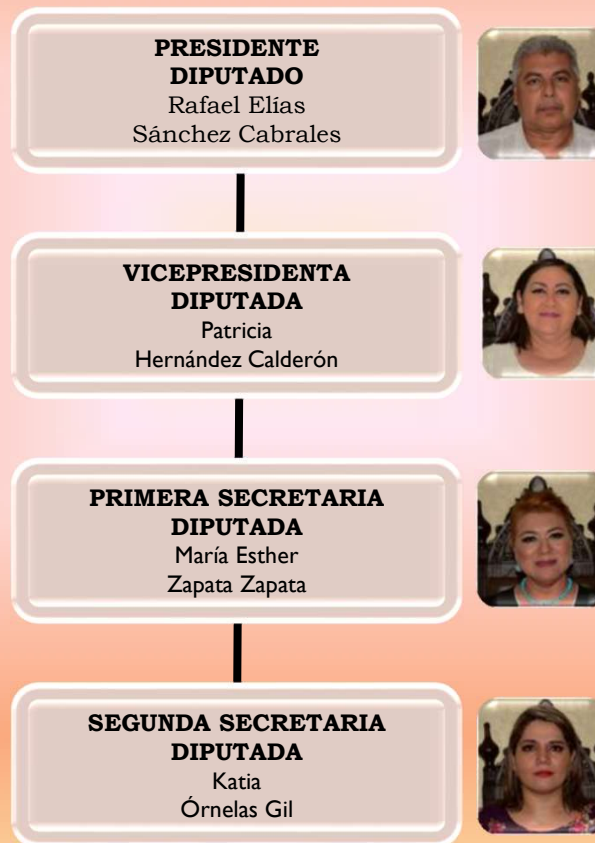 PRESIDENTE
DIPUTADO
Rafael Elías
Sánchez Cabrales
VICEPRESIDENTA
DIPUTADA
Patricia
Hernández Calderón
PRIMERA SECRETARIA
DIPUTADA
María Esther
Zapata Zapata
SEGUNDA SECRETARIA
DIPUTADA
Katia
Órnelas Gil